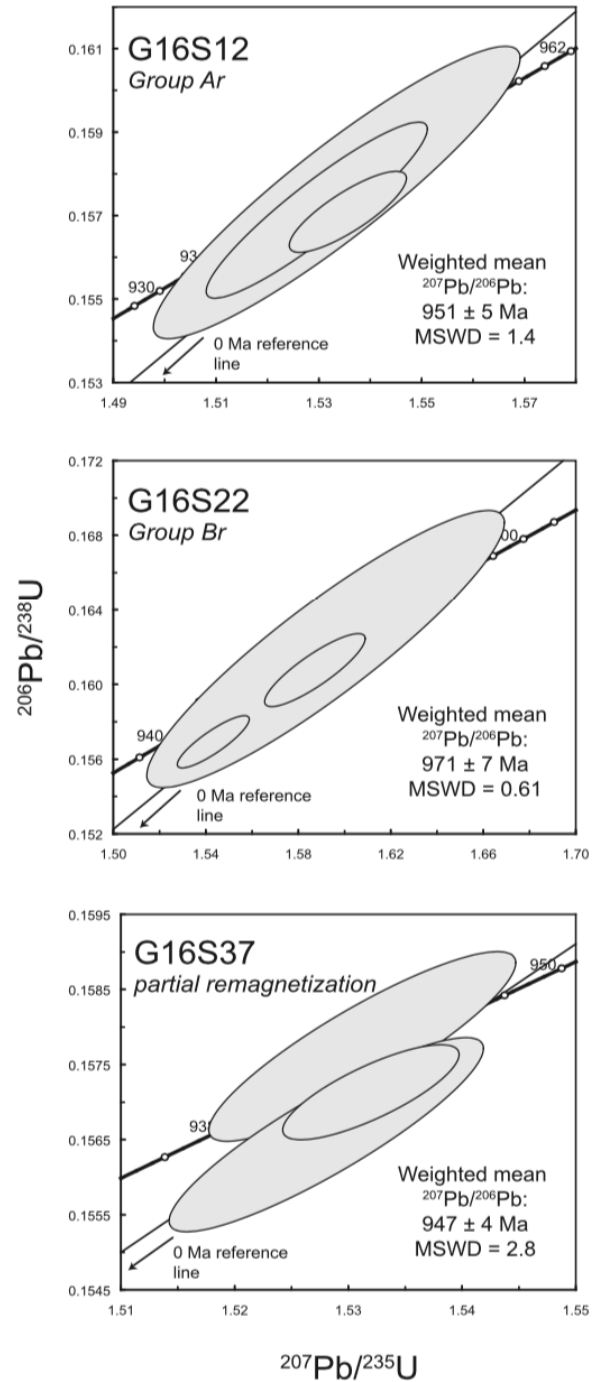 G16S12
Group Ar
0.161
0.159
0.157
0.155
0.153
962
93
930
Weighted mean
²⁰⁷Pb/²⁰⁶Pb:
951 ± 5 Ma
MSWD = 1.4
0 Ma reference
line
1.49 1.51 1.53 1.55 1.57
G16S22
Group Br
0.172
0.168
0.164
0.160
0.156
0.152
00
940
Weighted mean
²⁰⁷Pb/²⁰⁶Pb:
971 ± 7 Ma
MSWD = 0.61
0 Ma reference
line
1.50 1.54 1.58 1.62 1.66 1.70
²⁰⁶Pb/²³⁸U
G16S37
partial remagnetization
0.1595
0.1585
0.1575
0.1565
0.1555
0.1545
950
93
Weighted mean
²⁰⁷Pb/²⁰⁶Pb:
947 ± 4 Ma
MSWD = 2.8
0 Ma reference
line
1.51 1.52 1.53 1.54 1.55
²⁰⁷Pb/²³⁵U